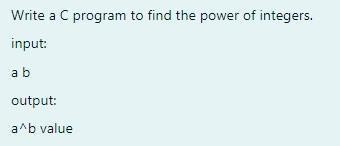 Write a C program to find the power of integers.
input:
a b
output:
a^b value